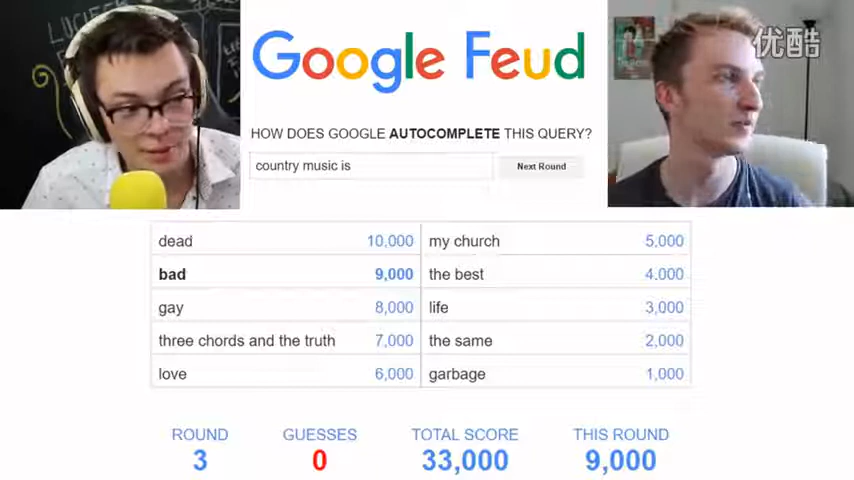 LUCIFER
优酷
Google Feud
HOW DOES GOOGLE AUTOCOMPLETE THIS QUERY?
country music is
Next Round
dead 10,000 my church 5,000
bad 9,000 the best 4,000
gay 8,000 life 3,000
three chords and the truth 7,000 the same 2,000
love 6,000 garbage 1,000
ROUND GUESSES TOTAL SCORE THIS ROUND
3 0 33,000 9,000